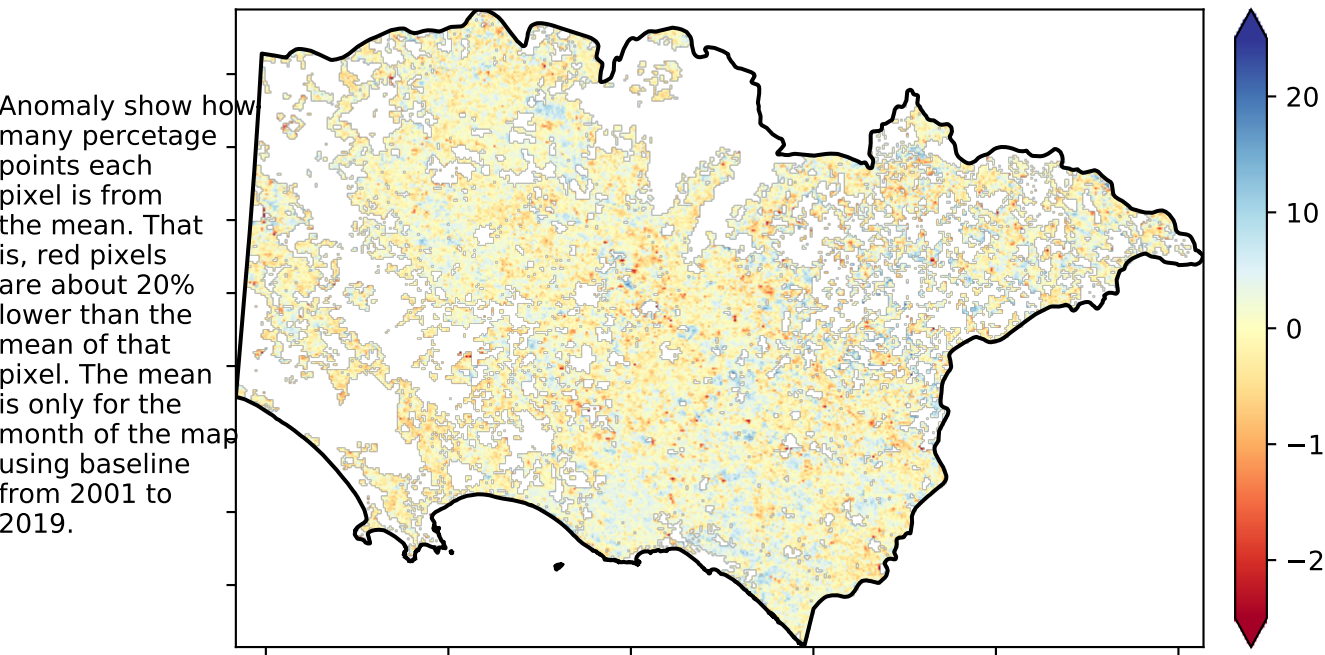 Anomaly show how
many percetage
points each
pixel is from
the mean. That
is, red pixels
are about 20%
lower than the
mean of that
pixel. The mean
is only for the
month of the map
using baseline
from 2001 to
2019.
20
10
0
−1
−2